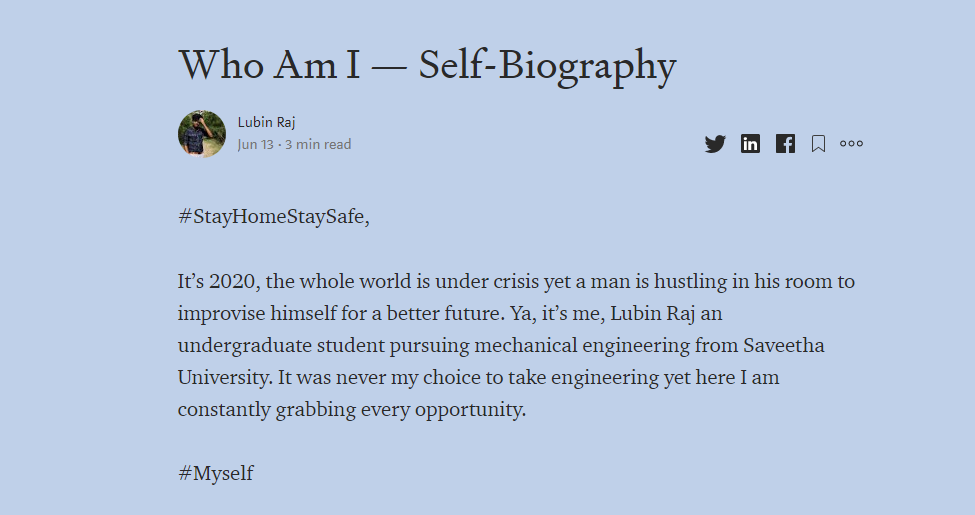 Who Am I — Self-Biography
Lubin Raj
Jun 13 · 3 min read
#StayHomeStaySafe,
It’s 2020, the whole world is under crisis yet a man is hustling in his room to
improvise himself for a better future. Ya, it’s me, Lubin Raj an
undergraduate student pursuing mechanical engineering from Saveetha
University. It was never my choice to take engineering yet here I am
constantly grabbing every opportunity.
#Myself